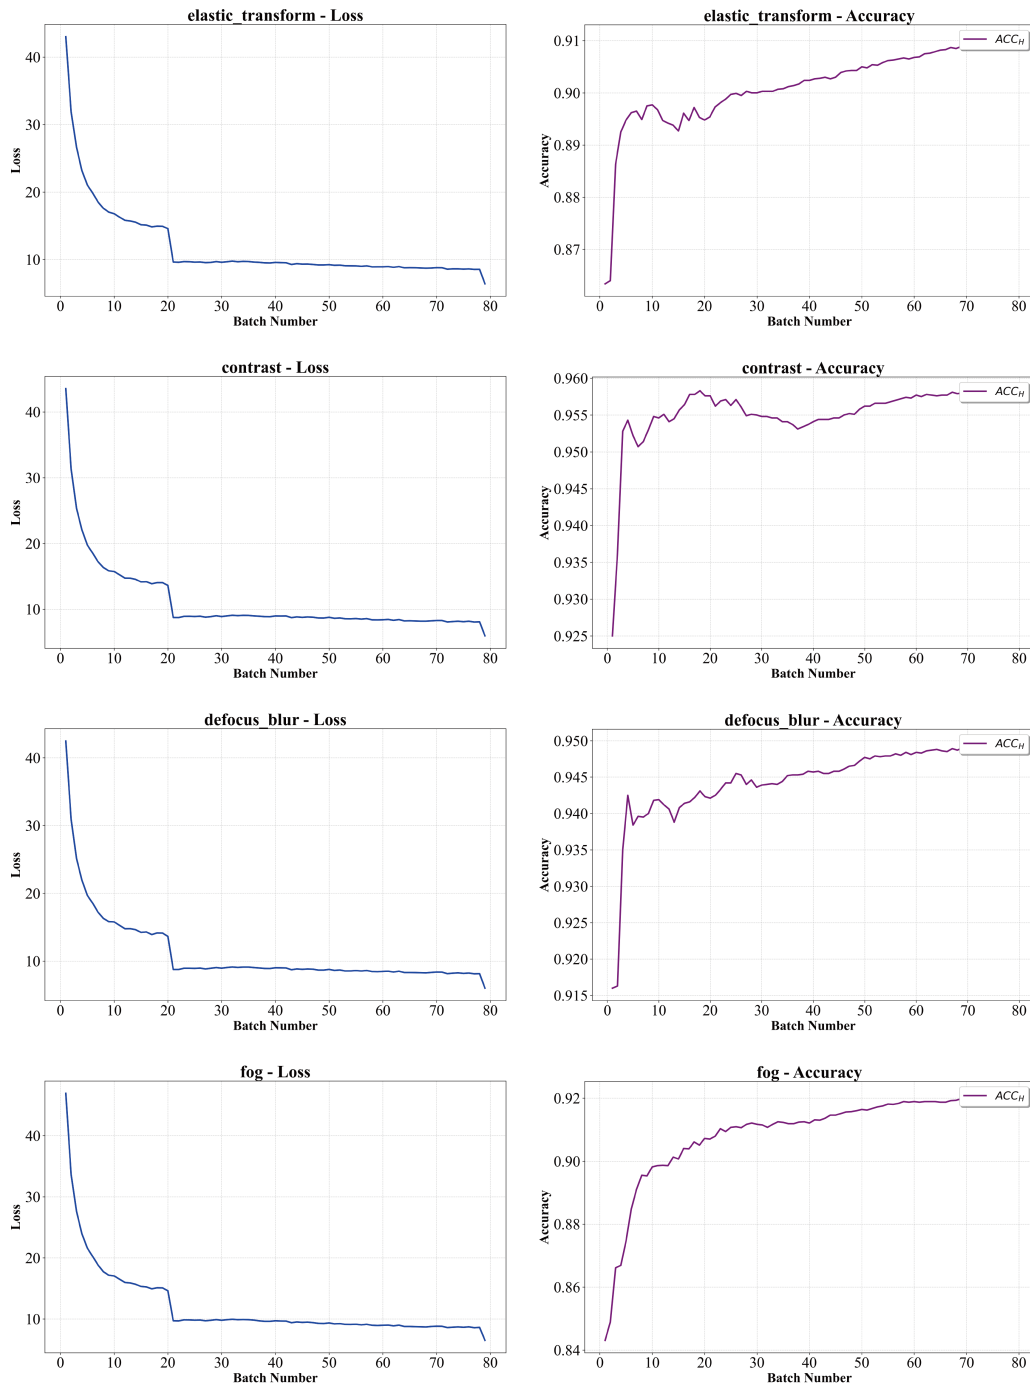 elastic_transform - Loss
40
30
20
10
Loss
0 10 20 30 40 50 60 70 80
Batch Number
elastic_transform - Accuracy
ACC_H
0.91
0.90
0.89
0.88
0.87
Accuracy
0 10 20 30 40 50 60 70 80
Batch Number
contrast - Loss
40
30
20
10
Loss
0 10 20 30 40 50 60 70 80
Batch Number
contrast - Accuracy
ACC_H
0.960
0.955
0.950
0.945
0.940
0.935
0.930
0.925
Accuracy
0 10 20 30 40 50 60 70 80
Batch Number
defocus_blur - Loss
40
30
20
10
Loss
0 10 20 30 40 50 60 70 80
Batch Number
defocus_blur - Accuracy
ACC_H
0.950
0.945
0.940
0.935
0.930
0.925
0.920
0.915
Accuracy
0 10 20 30 40 50 60 70 80
Batch Number
fog - Loss
40
30
20
10
Loss
0 10 20 30 40 50 60 70 80
Batch Number
fog - Accuracy
ACC_H
0.92
0.90
0.88
0.86
0.84
Accuracy
0 10 20 30 40 50 60 70 80
Batch Number